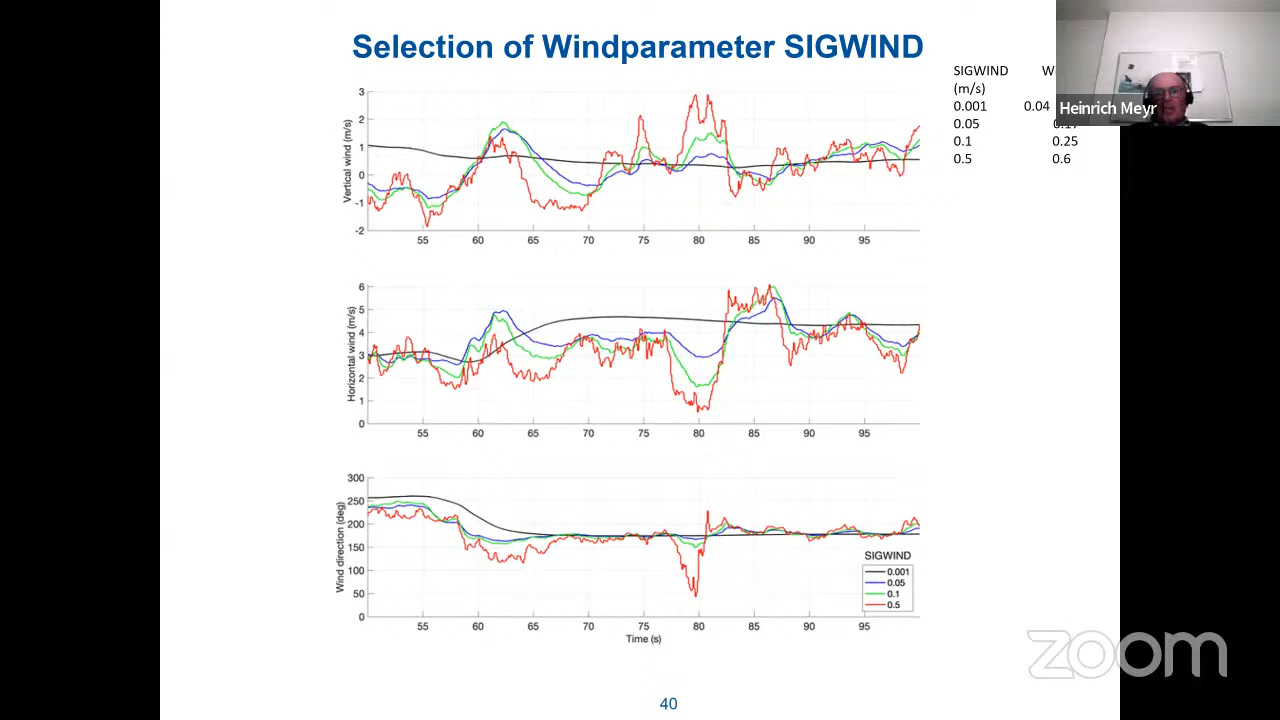 Selection of Windparameter SIGWIND
SIGWIND W
(m/s)
0.001 0.04
0.05
0.1 0.25
0.5 0.6
Heinrich Meyr
Vertical wind (m/s)
3
2
1
0
-1
-2
55 60 65 70 75 80 85 90 95
Horizontal wind (m/s)
6
5
4
3
2
1
0
55 60 65 70 75 80 85 90 95
Wind direction (deg)
300
250
200
150
100
50
0
55 60 65 70 75 80 85 90 95
Time (s)
SIGWIND
0.001
0.05
0.1
0.5
zoom
40